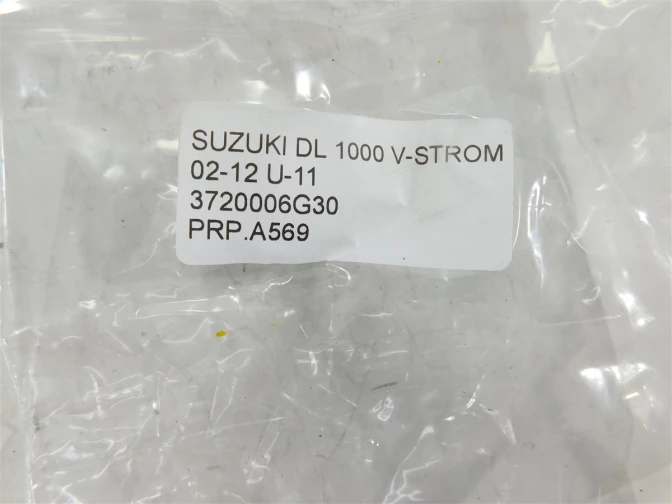 SUZUKI DL 1000 V-STROM
02-12 U-11
3720006G30
PRP.A569